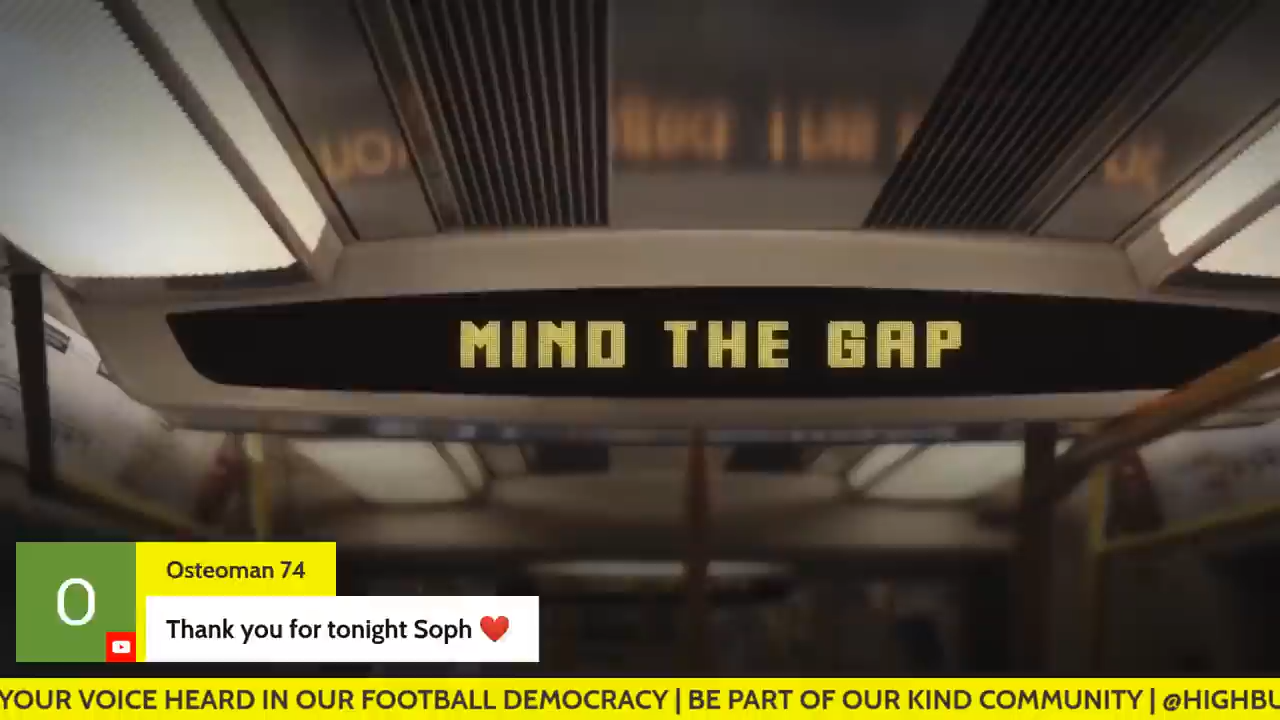 MIND THE GAP
O
Osteoman 74
Thank you for tonight Soph ❤️
YOUR VOICE HEARD IN OUR FOOTBALL DEMOCRACY | BE PART OF OUR KIND COMMUNITY | @HIGHBU